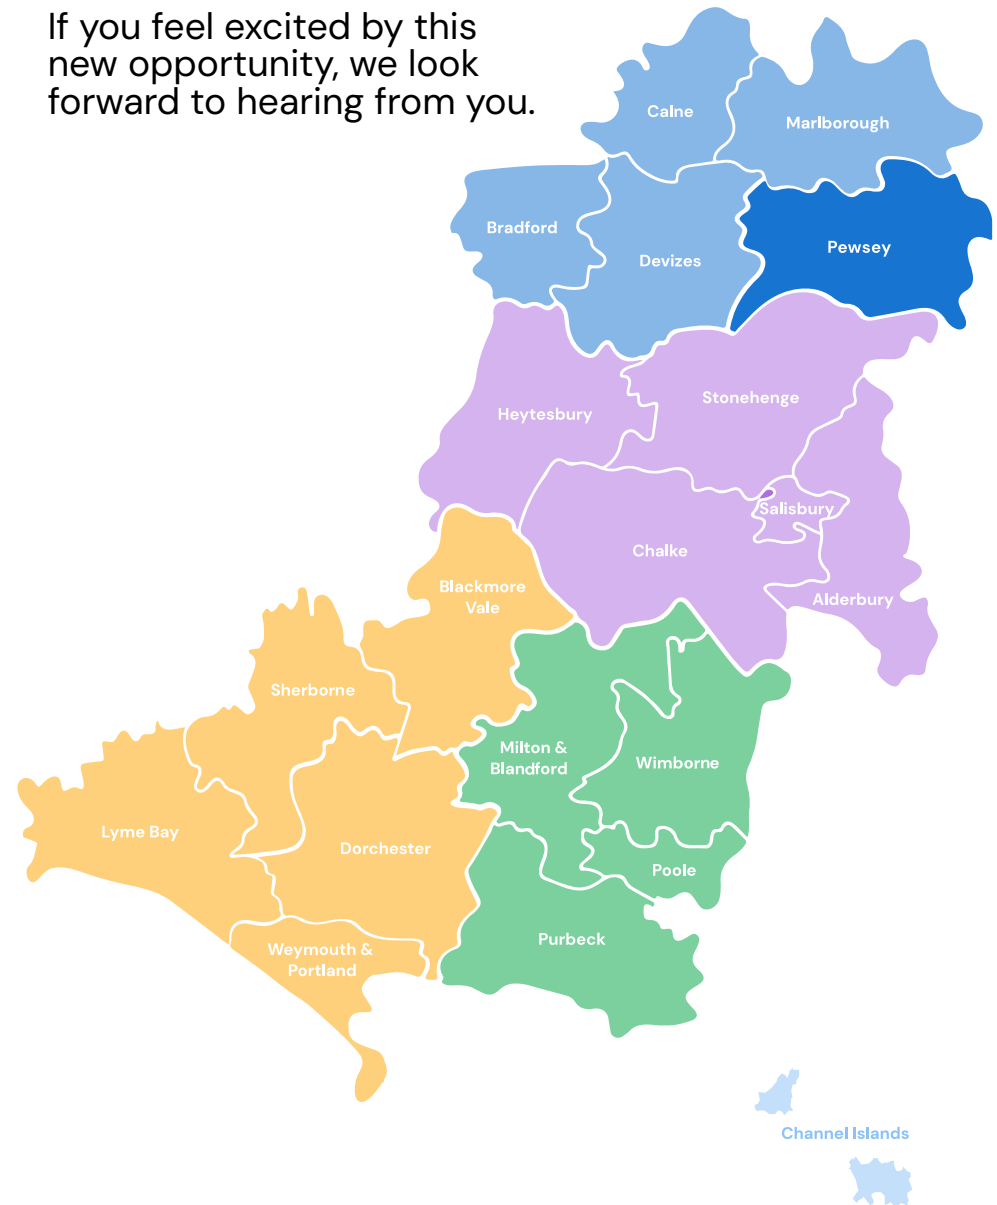 If you feel excited by this
new opportunity, we look
forward to hearing from you.
Calne
Marlborough
Bradford
Devizes
Pewsey
Heytesbury
Stonehenge
Salisbury
Chalke
Alderbury
Blackmore
Vale
Sherborne
Milton &
Blandford
Wimborne
Lyme Bay
Dorchester
Poole
Purbeck
Weymouth &
Portland
Channel Islands